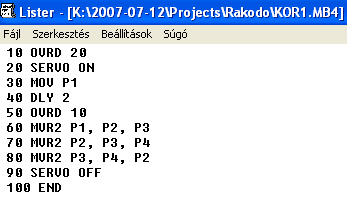 Lister - [K:\2007-07-12\Projects\Rakodo\KOR1.MB4]
Fájl Szerkesztés Beállítások Súgó
10 OVRD 20
20 SERVO ON
30 MOV P1
40 DLY 2
50 OVRD 10
60 MVR2 P1, P2, P3
70 MVR2 P2, P3, P4
80 MVR2 P3, P4, P2
90 SERVO OFF
100 END